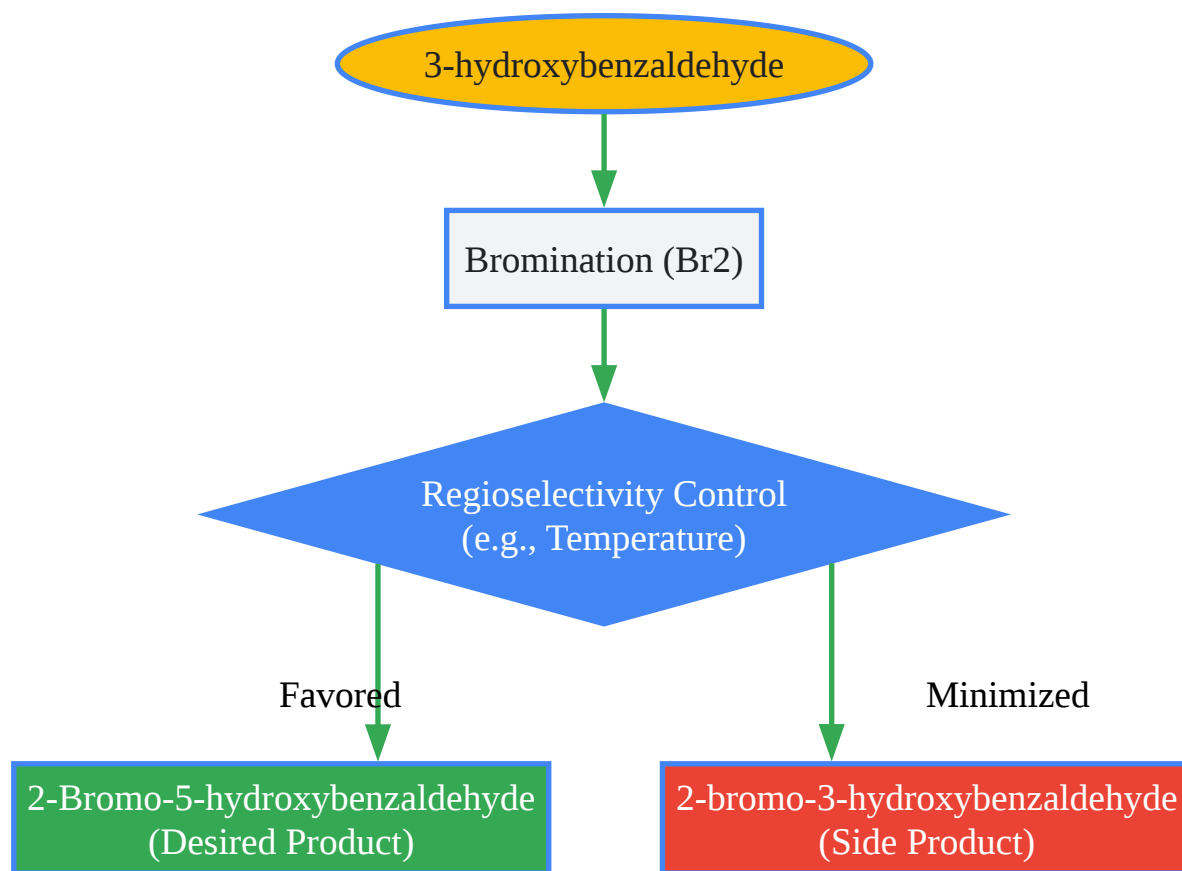 3-hydroxybenzaldehyde
Bromination (Br2)
Regioselectivity Control
(e.g., Temperature)
Favored
Minimized
2-Bromo-5-hydroxybenzaldehyde
(Desired Product)
2-bromo-3-hydroxybenzaldehyde
(Side Product)